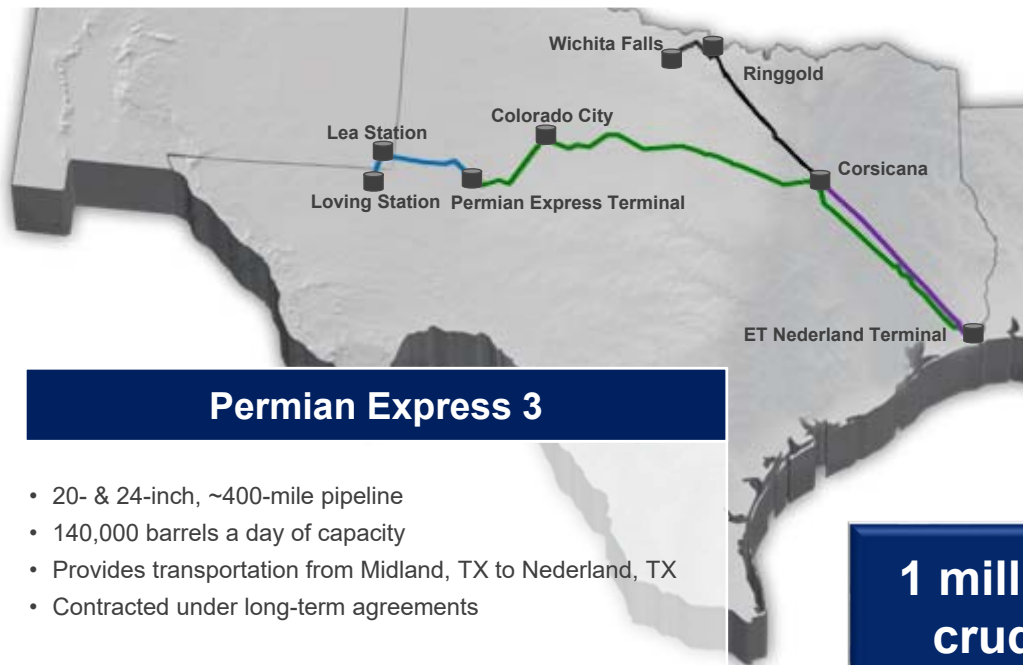 Wichita Falls
Ringgold
Colorado City
Lea Station
Corsicana
Loving Station
Permian Express Terminal
ET Nederland Terminal
Permian Express 3
• 20- & 24-inch, ~400-mile pipeline
• 140,000 barrels a day of capacity
• Provides transportation from Midland, TX to Nederland, TX
• Contracted under long-term agreements
1